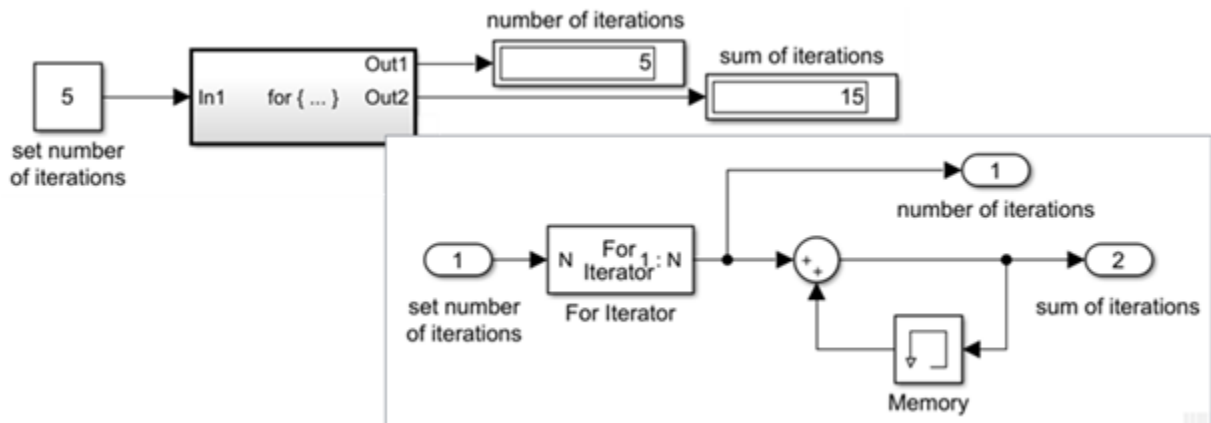 number of iterations
5
sum of iterations
15
5
In1
for { ... }
Out1
Out2
set number
of iterations
1
number of iterations
1
set number
of iterations
N
For
Iterator
1 : N
For Iterator
+
+
2
sum of iterations
Memory